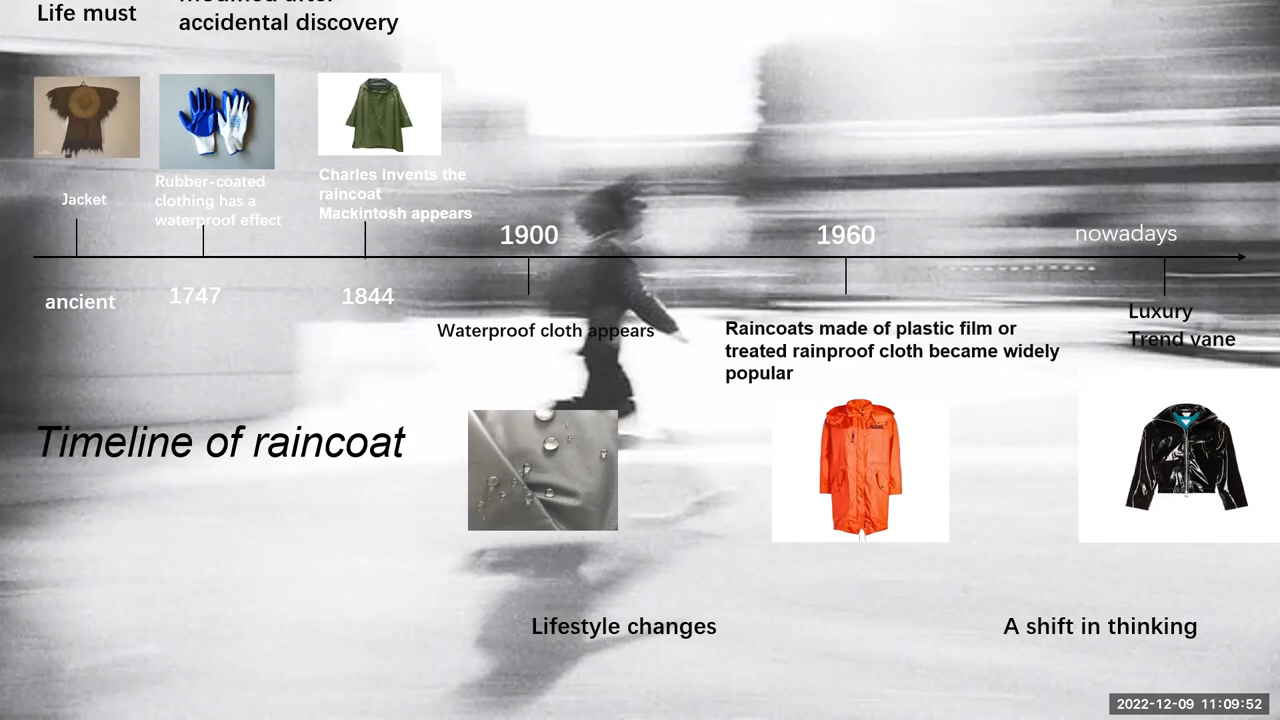 Life must
accidental discovery
Jacket
Rubber-coated
clothing has a
waterproof effect
Charles invents the
raincoat
Mackintosh appears
1900
1960
nowadays
ancient
1747
1844
Waterproof cloth appears
Raincoats made of plastic film or
treated rainproof cloth became widely
popular
Luxury
Trend vane
Timeline of raincoat
Lifestyle changes
A shift in thinking
2022-12-09 11:09:52